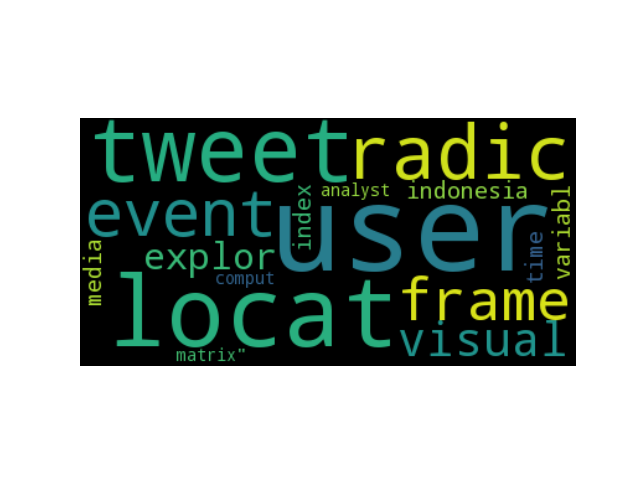 tweet radic
analyst indonesia
event user
index
variabl
time
media
explor
comput
locat frame
visual
matrix"